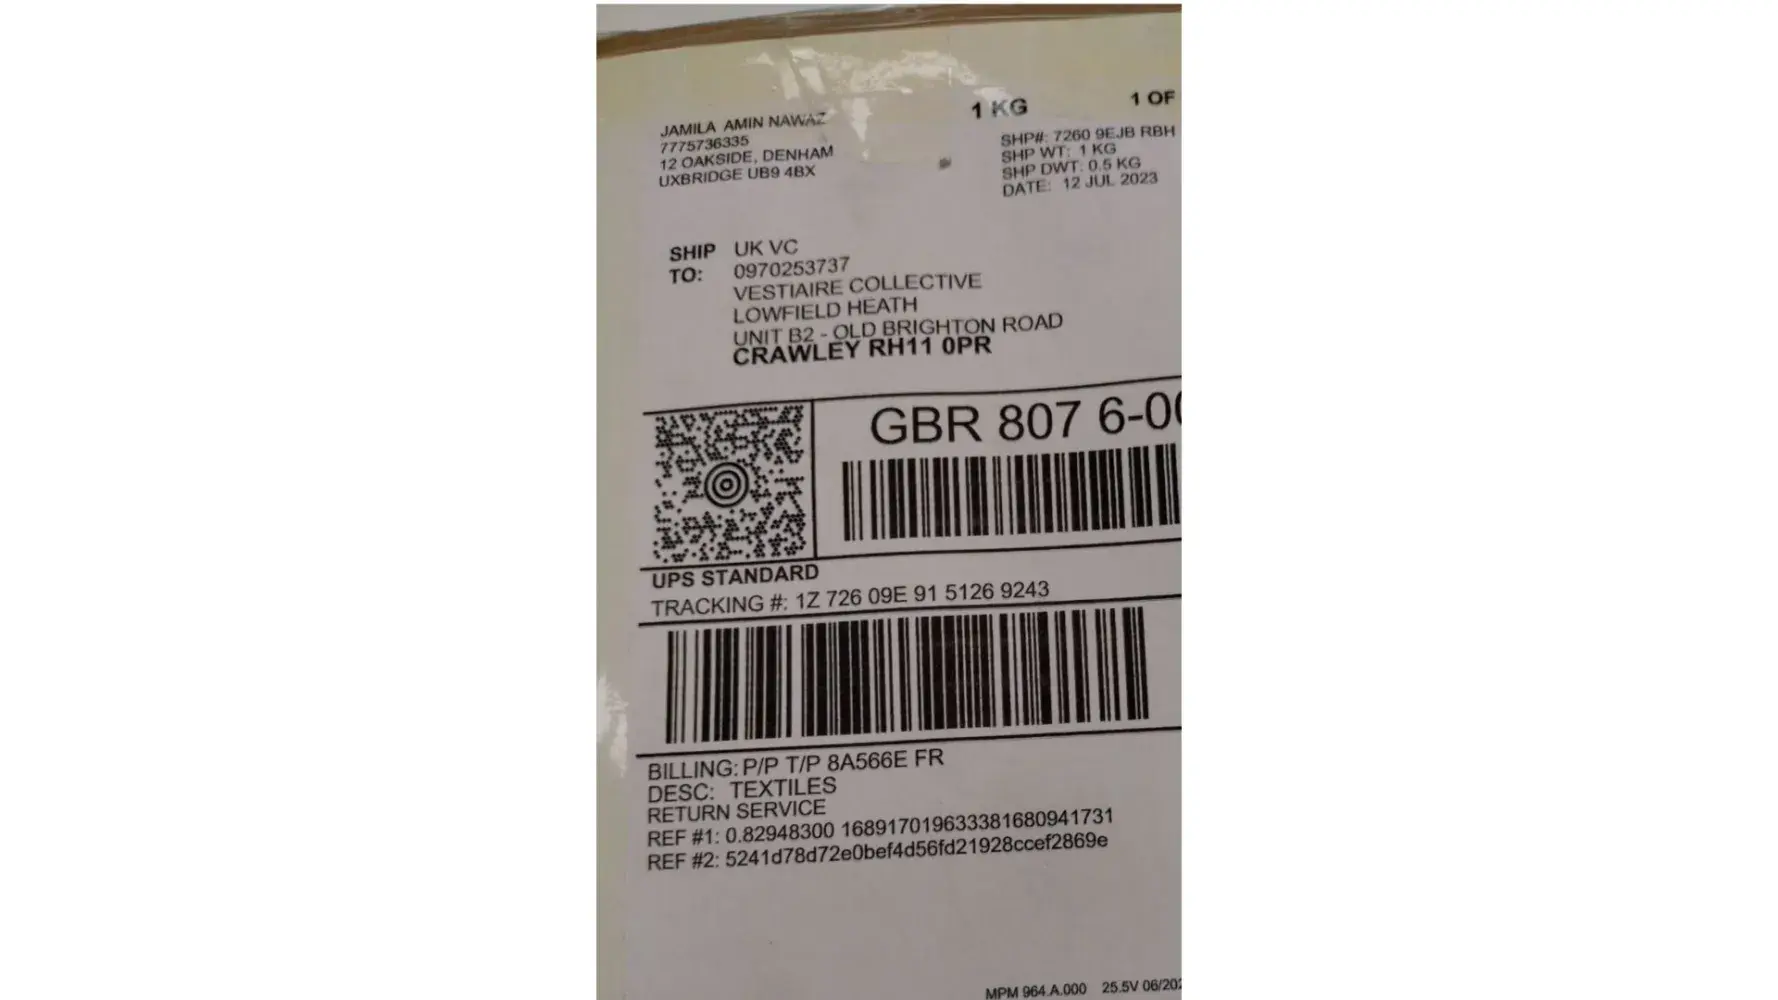 JAMILA AMIN NAWAZ
7775736335
12 OAKSIDE, DENHAM
UXBRIDGE UB9 4BX
1 KG
1 OF
SHP#: 7260 9EJB RBH
SHP WT: 1 KG
SHP DWT: 0.5 KG
DATE: 12 JUL 2023
SHIP TO:
UK VC
0970253737
VESTIAIRE COLLECTIVE
LOWFIELD HEATH
UNIT B2 - OLD BRIGHTON ROAD
CRAWLEY RH11 0PR
GBR 807 6-00
UPS STANDARD
TRACKING #: 1Z 726 09E 91 5126 9243
BILLING: P/P T/P 8A566E FR
DESC: TEXTILES
RETURN SERVICE
REF #1: 0.82948300 1689170196333381680941731
REF #2: 5241d78d72e0bef4d56fd21928ccef2869e
MPM 964.A.000 25.5V 06/202